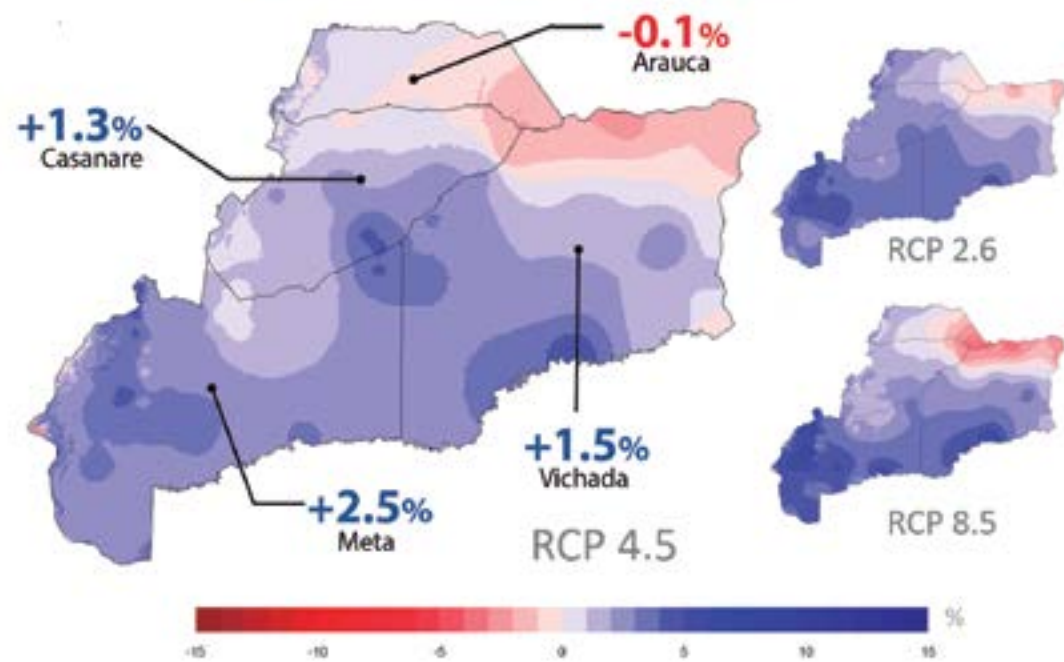 -0.1%
Arauca
+1.3%
Casanare
RCP 2.6
+1.5%
Vichada
+2.5%
Meta
RCP 4.5
RCP 8.5
%
-15 -10 -5 0 5 10 15